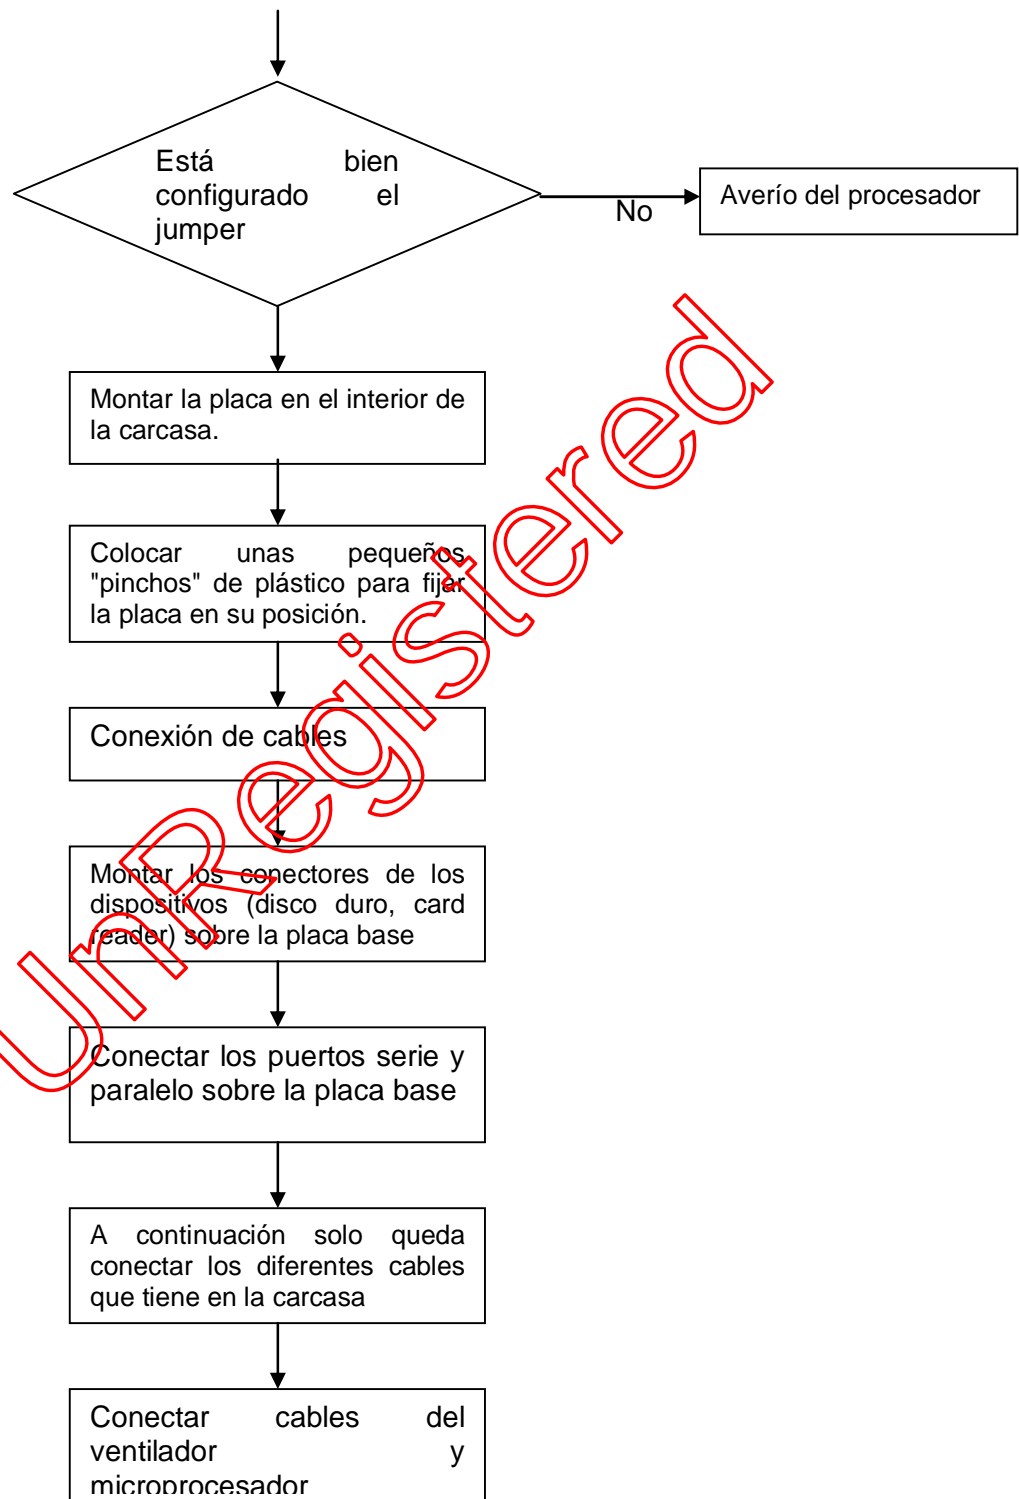 Está bien
configurado el
jumper
No
Averío del procesador
Montar la placa en el interior de
la carcasa.
Colocar unas pequeños
"pinchos" de plástico para fijar
la placa en su posición.
Conexión de cables
Montar los conectores de los
dispositivos (disco duro, card
reader) sobre la placa base
Conectar los puertos serie y
paralelo sobre la placa base
A continuación solo queda
conectar los diferentes cables
que tiene en la carcasa
Conectar cables del
ventilador y
microprocesador
UnRegistered